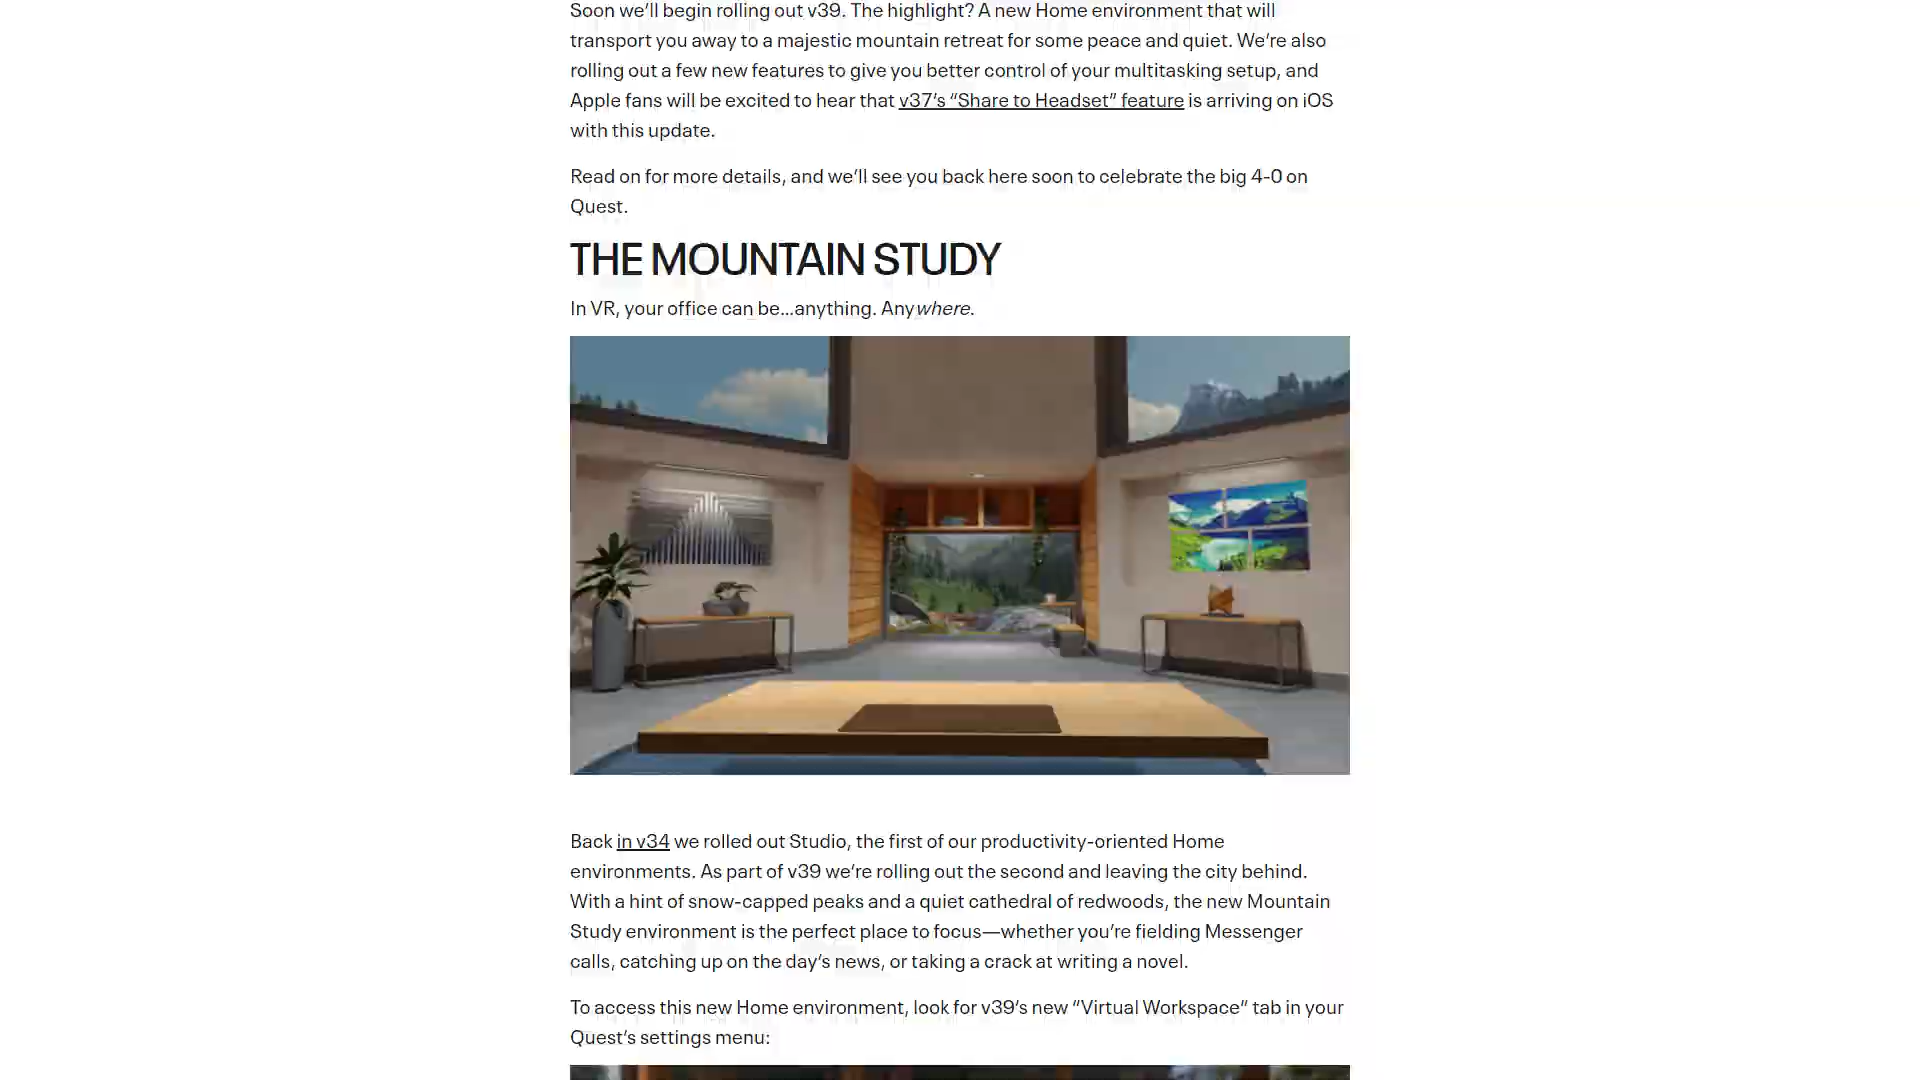 Soon we’ll begin rolling out v39. The highlight? A new Home environment that will
transport you away to a majestic mountain retreat for some peace and quiet. We’re also
rolling out a few new features to give you better control of your multitasking setup, and
Apple fans will be excited to hear that v37’s “Share to Headset” feature is arriving on iOS
with this update.
Read on for more details, and we’ll see you back here soon to celebrate the big 4-0 on
Quest.
THE MOUNTAIN STUDY
In VR, your office can be...anything. Anywhere.
Back in v34 we rolled out Studio, the first of our productivity-oriented Home
environments. As part of v39 we’re rolling out the second and leaving the city behind.
With a hint of snow-capped peaks and a quiet cathedral of redwoods, the new Mountain
Study environment is the perfect place to focus—whether you’re fielding Messenger
calls, catching up on the day’s news, or taking a crack at writing a novel.
To access this new Home environment, look for v39’s new “Virtual Workspace” tab in your
Quest’s settings menu: